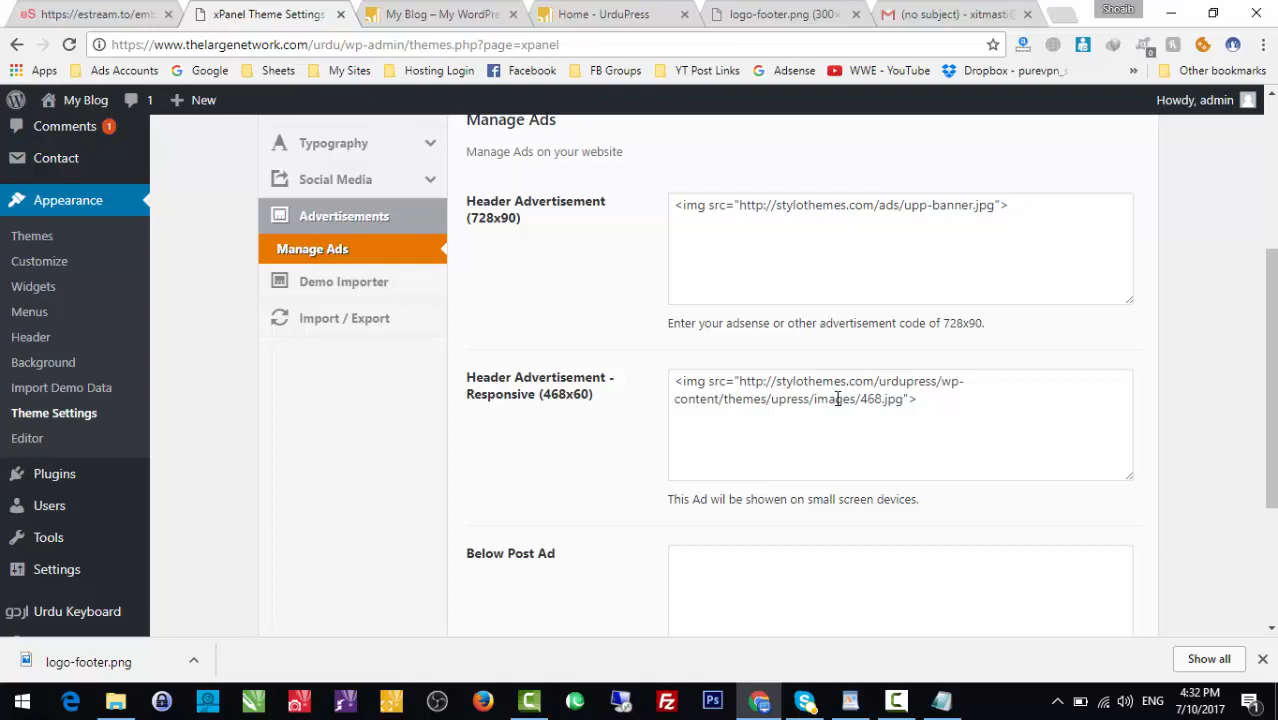 https://estream.to/emb
xPanel Theme Settings
My Blog – My WordPre
Home - UrduPress
logo-footer.png (300×
(no subject) - xitmasti@
Shoaib
https://www.thelargenetwork.com/urdu/wp-admin/themes.php?page=xpanel
Apps
Ads Accounts
Google
Sheets
My Sites
Hosting Login
Facebook
FB Groups
YT Post Links
Adsense
WWE - YouTube
Dropbox - purevpn_s
Other bookmarks
My Blog
1
New
Howdy, admin
Comments 1
Contact
Appearance
Themes
Customize
Widgets
Menus
Header
Background
Import Demo Data
Theme Settings
Editor
Plugins
Users
Tools
Settings
Urdu Keyboard
Typography
Social Media
Advertisements
Manage Ads
Demo Importer
Import / Export
Manage Ads
Manage Ads on your website
Header Advertisement
(728x90)
<img src="http://stylothemes.com/ads/upp-banner.jpg">
Enter your adsense or other advertisement code of 728x90.
Header Advertisement -
Responsive (468x60)
<img src="http://stylothemes.com/urdupress/wp-
content/themes/upress/images/468.jpg">
This Ad wil be showen on small screen devices.
Below Post Ad
logo-footer.png
Show all
ENG
4:32 PM
7/10/2017